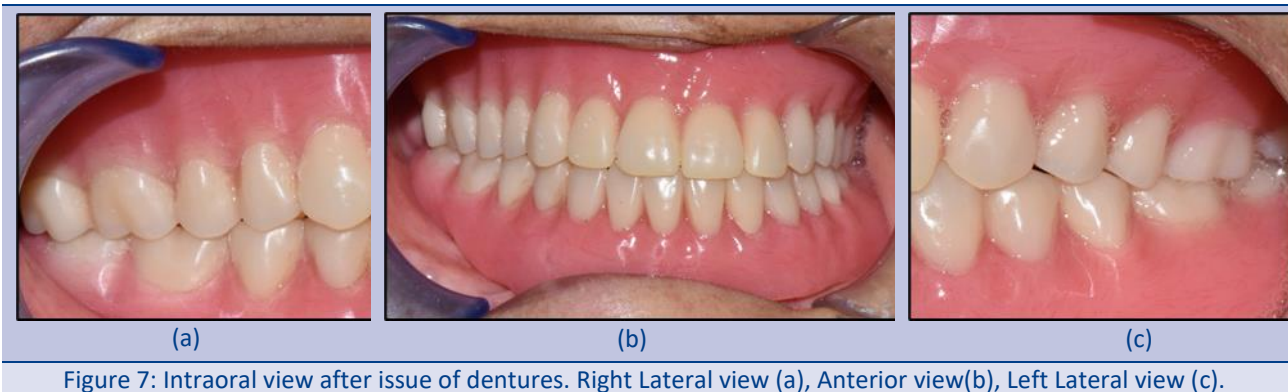 (a)
(b)
(c)
Figure 7: Intraoral view after issue of dentures. Right Lateral view (a), Anterior view(b), Left Lateral view (c).